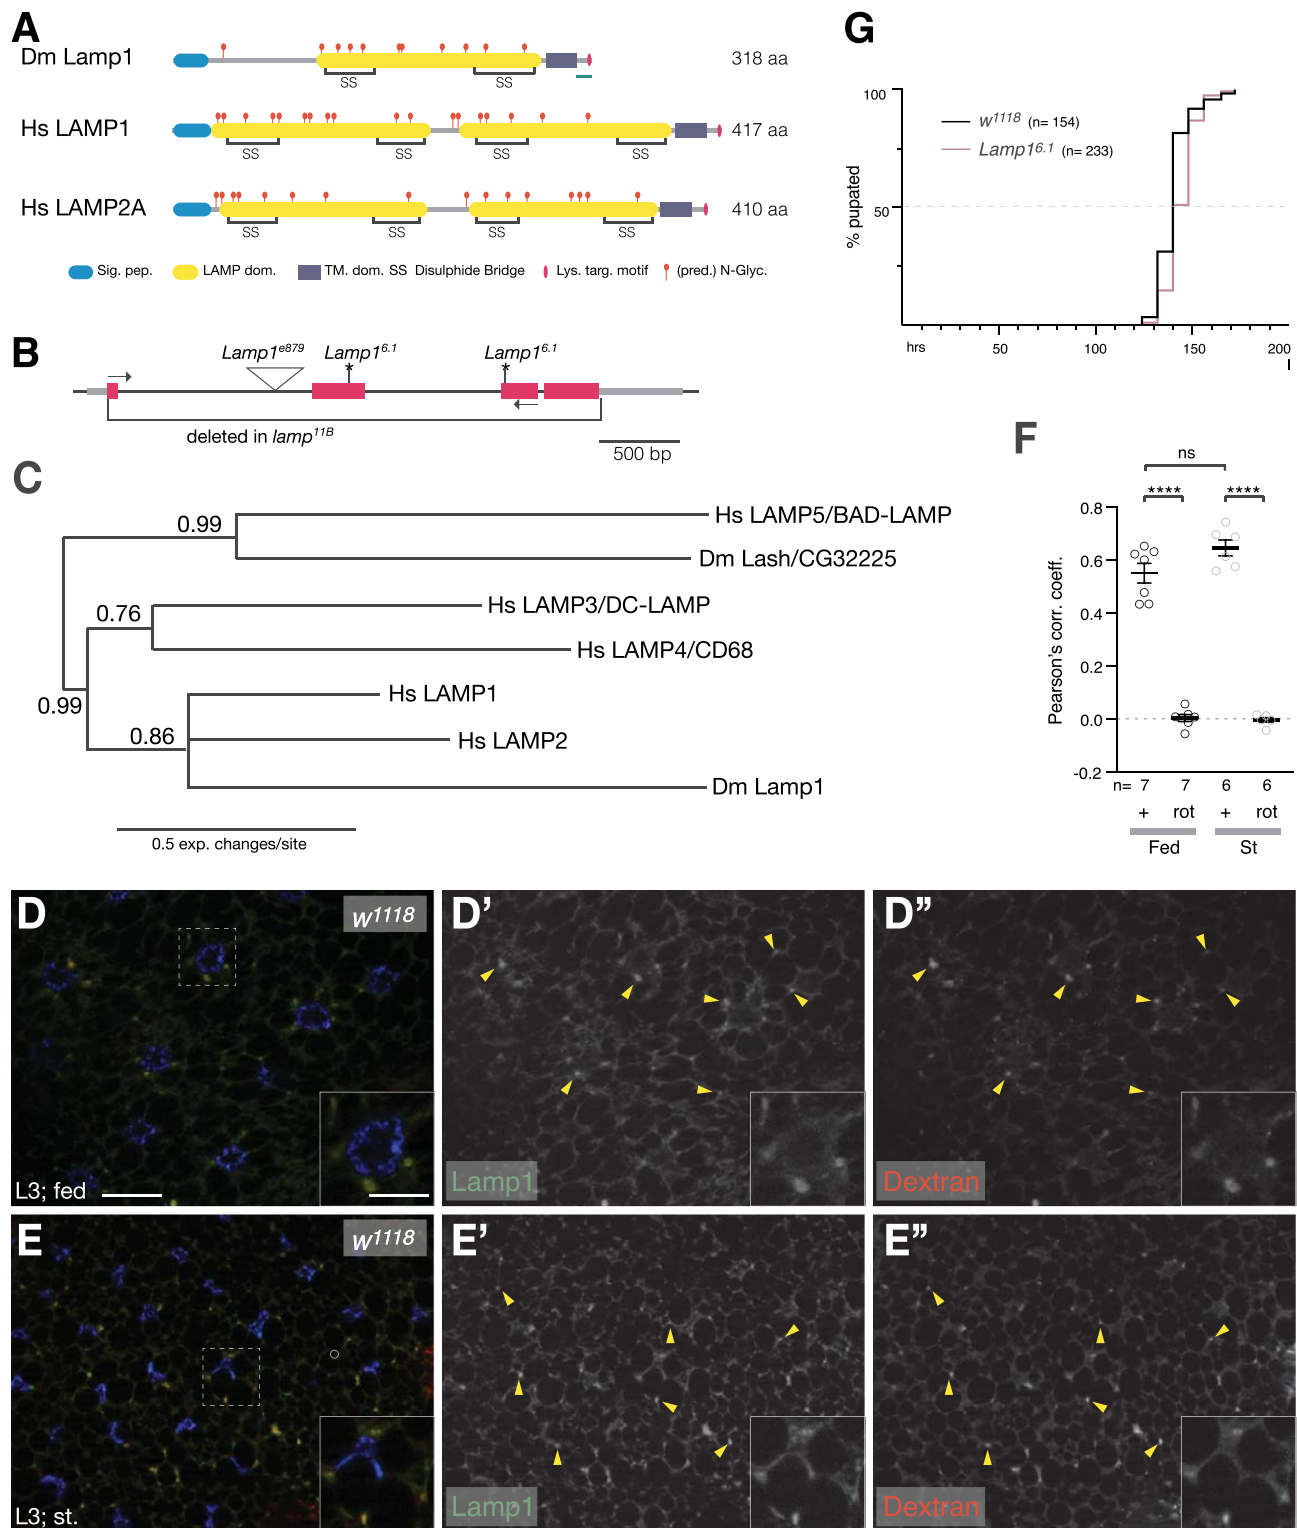 A
Dm Lamp1
SS
SS
318 aa
Hs LAMP1
SS
SS
SS
SS
417 aa
Hs LAMP2A
SS
SS
SS
SS
410 aa
Sig. pep.
LAMP dom.
TM. dom.
SS Disulphide Bridge
Lys. targ. motif
(pred.) N-Glyc.
B
Lamp1e879
Lamp16.1
Lamp16.1
*
*
deleted in lamp11B
500 bp
C
0.99
Hs LAMP5/BAD-LAMP
Dm Lash/CG32225
0.76
Hs LAMP3/DC-LAMP
Hs LAMP4/CD68
0.99
Hs LAMP1
0.86
Hs LAMP2
Dm Lamp1
0.5 exp. changes/site
G
100
50
% pupated
w1118 (n= 154)
Lamp16.1 (n= 233)
hrs
50
100
150
200
F
ns
****
****
0.8
0.6
0.4
0.2
0.0
-0.2
Pearson's corr. coeff.
n= 7 7 6 6
+ rot + rot
Fed St
D
w1118
L3; fed
D'
Lamp1
D"
Dextran
E
w1118
L3; st.
E'
Lamp1
E"
Dextran